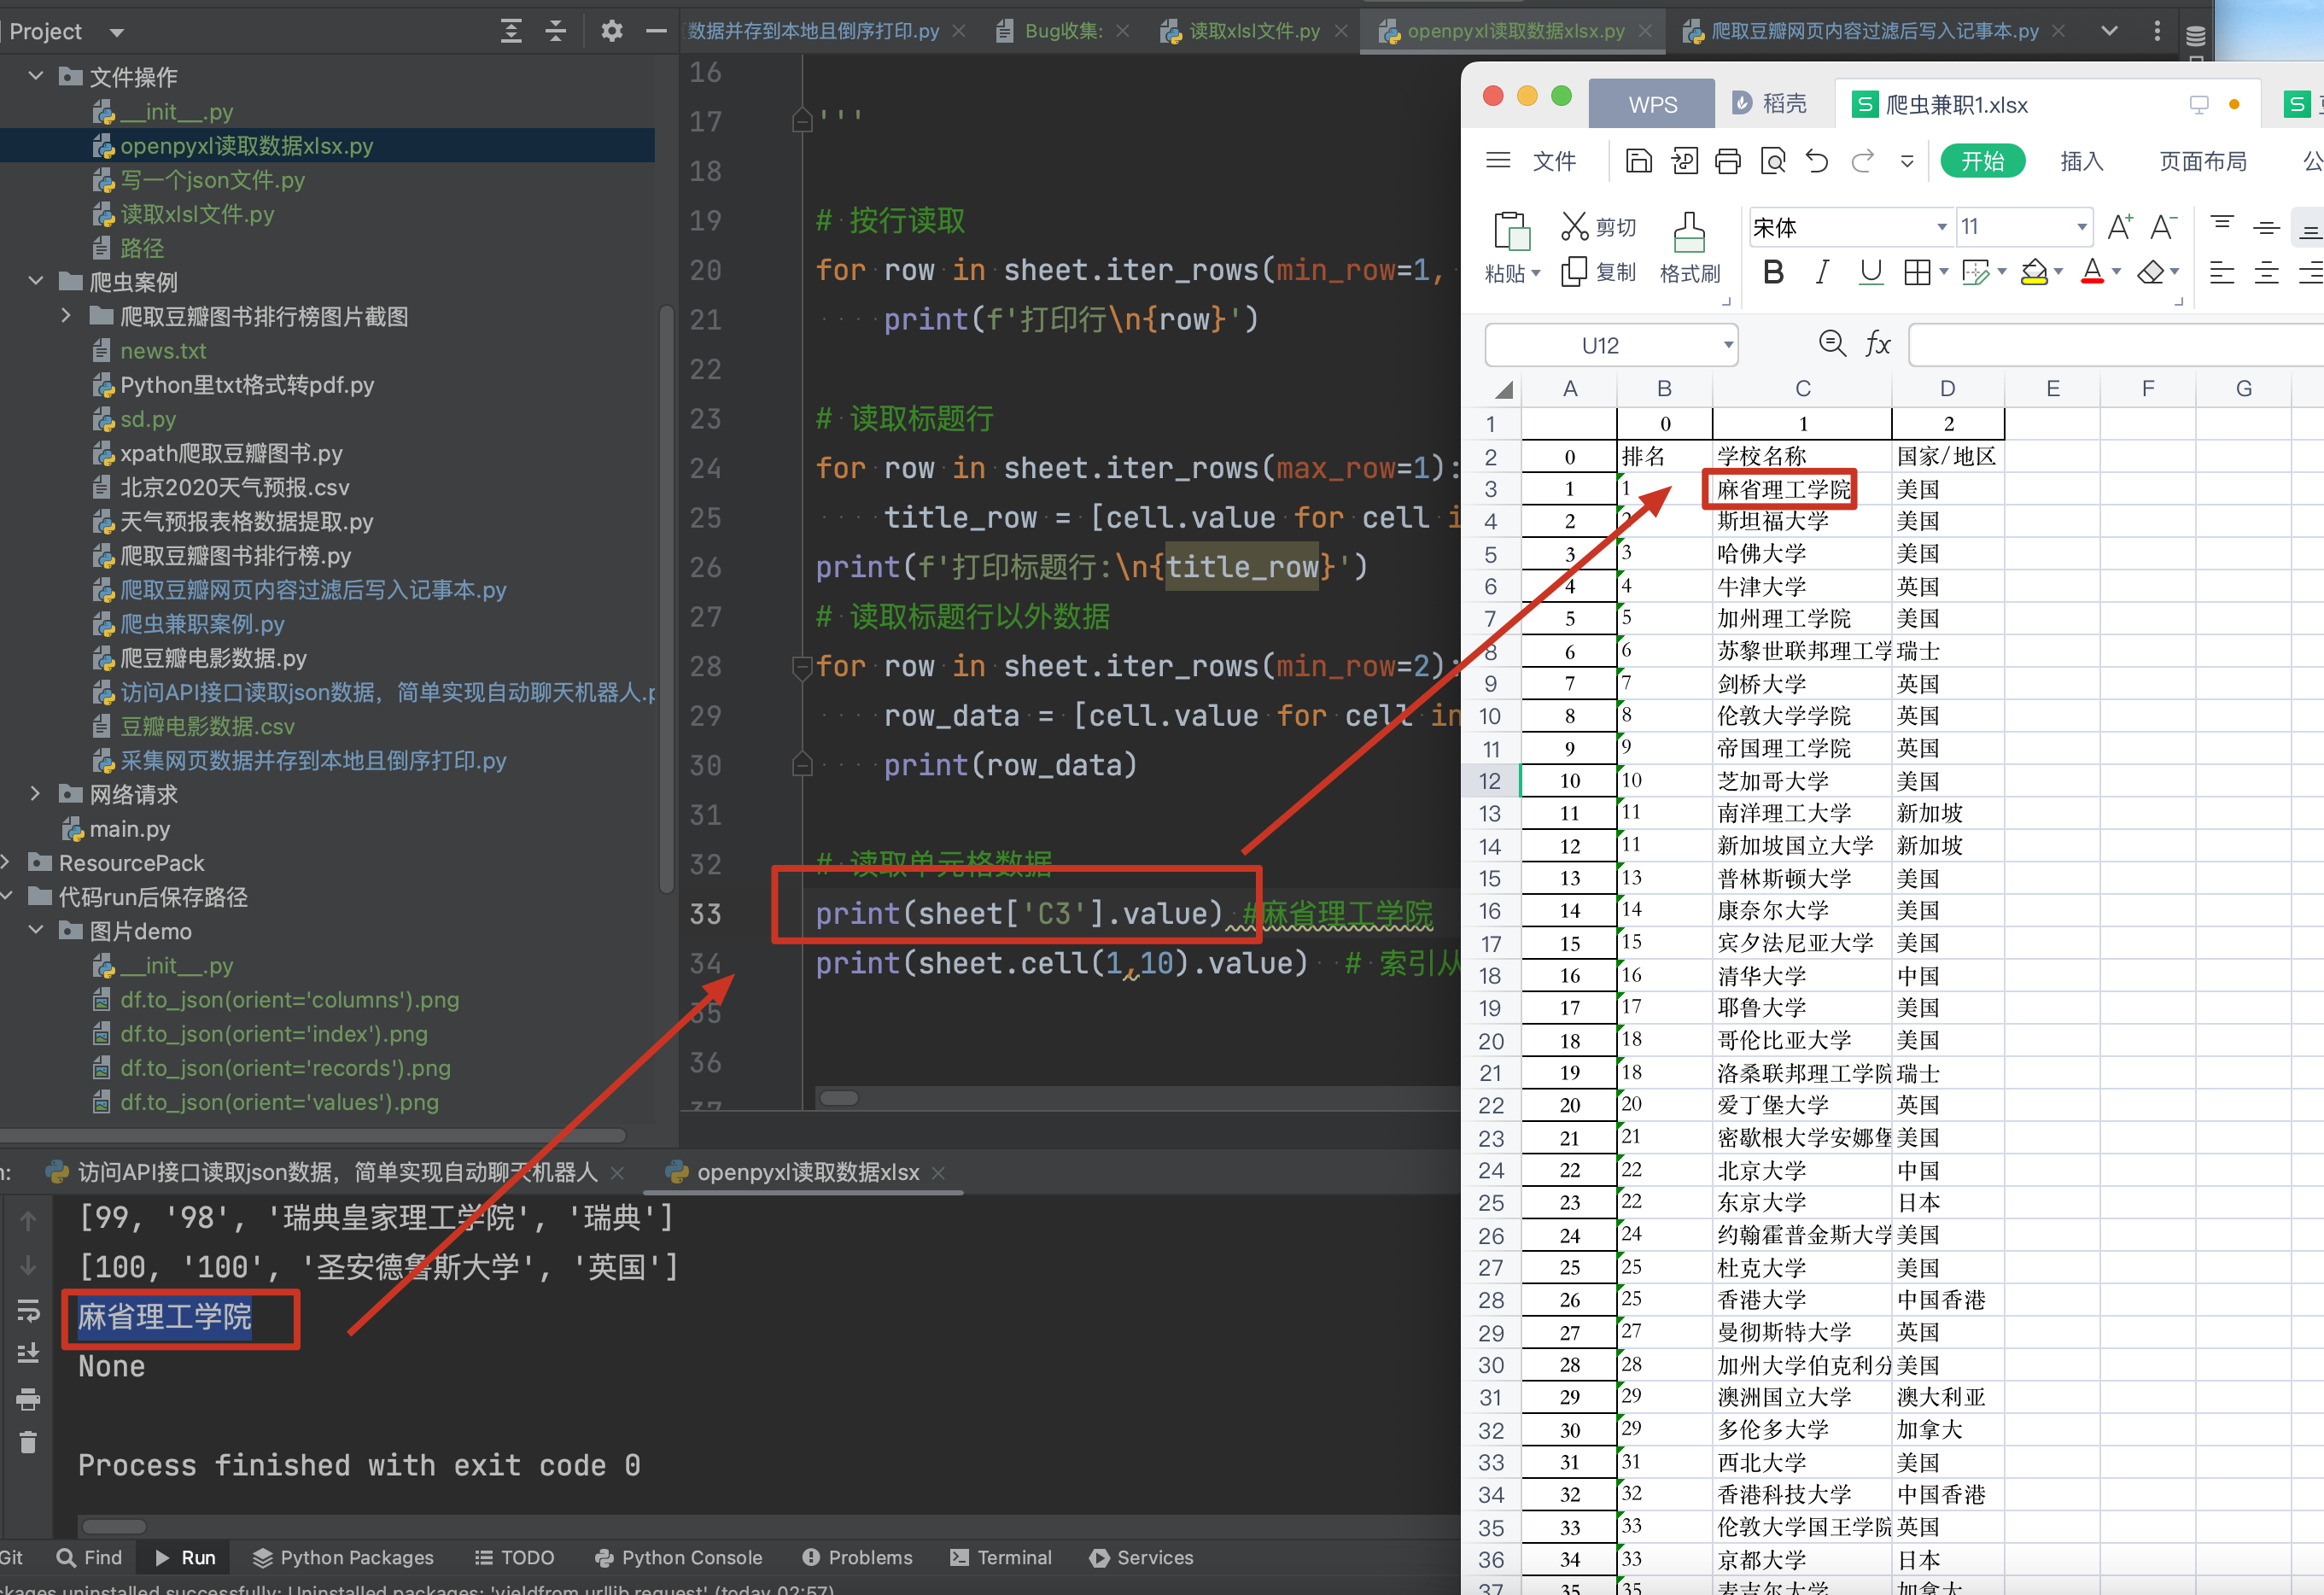 Project
数据并存到本地且倒序打印.py
Bug收集:
读取xlsl文件.py
openpyxl读取数据xlsx.py
爬取豆瓣网页内容过滤后写入记事本.py
文件操作
__init__.py
openpyxl读取数据xlsx.py
写一个json文件.py
读取xlsl文件.py
路径
爬虫案例
爬取豆瓣图书排行榜图片截图
news.txt
Python里txt格式转pdf.py
sd.py
xpath爬取豆瓣图书.py
北京2020天气预报.csv
天气预报表格数据提取.py
爬取豆瓣图书排行榜.py
爬取豆瓣网页内容过滤后写入记事本.py
爬虫兼职案例.py
爬豆瓣电影数据.py
访问API接口读取json数据，简单实现自动聊天机器人.p
豆瓣电影数据.csv
采集网页数据并存到本地且倒序打印.py
网络请求
main.py
ResourcePack
代码run后保存路径
图片demo
__init__.py
df.to_json(orient='columns').png
df.to_json(orient='index').png
df.to_json(orient='records').png
df.to_json(orient='values').png
16
17 '''
18
19 # 按行读取
20 for row in sheet.iter_rows(min_row=1,
21 print(f'打印行\n{row}')
22
23 # 读取标题行
24 for row in sheet.iter_rows(max_row=1):
25 title_row = [cell.value for cell i
26 print(f'打印标题行:\n{title_row}')
27 # 读取标题行以外数据
28 for row in sheet.iter_rows(min_row=2):
29 row_data = [cell.value for cell in
30 print(row_data)
31
32 # 读取单元格数据
33 print(sheet['C3'].value) #麻省理工学院
34 print(sheet.cell(1,10).value) # 索引从
35
36
37
访问API接口读取json数据，简单实现自动聊天机器人
openpyxl读取数据xlsx
[99, '98', '瑞典皇家理工学院', '瑞典']
[100, '100', '圣安德鲁斯大学', '英国']
麻省理工学院
None
Process finished with exit code 0
Git Find Run Python Packages TODO Python Console Problems Terminal Services
ckages uninstalled successfully: Uninstalled packages: 'yieldfrom.urllib.request' (today 02:57)
WPS 稻壳 爬虫兼职1.xlsx
文件 开始 插入 页面布局 公
粘贴 剪切 复制 格式刷 宋体 11
U12 fx
A B C D E F G
1 0 1 2
2 0 排名 学校名称 国家/地区
3 1 1 麻省理工学院 美国
4 2 2 斯坦福大学 美国
5 3 3 哈佛大学 美国
6 4 4 牛津大学 英国
7 5 5 加州理工学院 美国
8 6 6 苏黎世联邦理工学 瑞士
9 7 7 剑桥大学 英国
10 8 8 伦敦大学学院 英国
11 9 9 帝国理工学院 英国
12 10 10 芝加哥大学 美国
13 11 11 南洋理工大学 新加坡
14 12 11 新加坡国立大学 新加坡
15 13 13 普林斯顿大学 美国
16 14 14 康奈尔大学 美国
17 15 15 宾夕法尼亚大学 美国
18 16 16 清华大学 中国
19 17 17 耶鲁大学 美国
20 18 18 哥伦比亚大学 美国
21 19 18 洛桑联邦理工学院 瑞士
22 20 20 爱丁堡大学 英国
23 21 21 密歇根大学安娜堡 美国
24 22 22 北京大学 中国
25 23 22 东京大学 日本
26 24 24 约翰霍普金斯大学 美国
27 25 25 杜克大学 美国
28 26 25 香港大学 中国香港
29 27 27 曼彻斯特大学 英国
30 28 28 加州大学伯克利分 美国
31 29 29 澳洲国立大学 澳大利亚
32 30 29 多伦多大学 加拿大
33 31 31 西北大学 美国
34 32 32 香港科技大学 中国香港
35 33 33 伦敦大学国王学院 英国
36 34 33 京都大学 日本
37 35 35 麦吉尔大学 加拿大